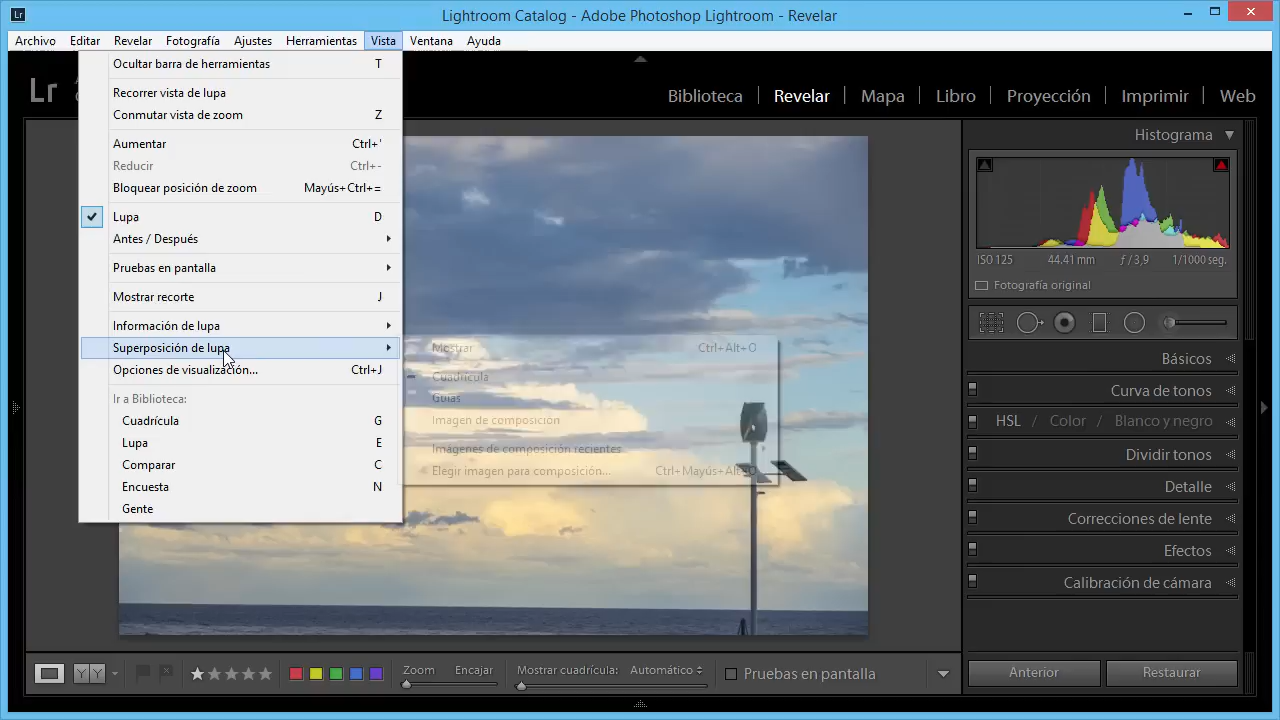 Lr
Lightroom Catalog - Adobe Photoshop Lightroom - Revelar
Archivo Editar Revelar Fotografía Ajustes Herramientas Vista Ventana Ayuda
Lr
Biblioteca Revelar Mapa Libro Proyección Imprimir Web
Ocultar barra de herramientas T
Recorrer vista de lupa
Conmutar vista de zoom Z
Aumentar Ctrl+'
Reducir Ctrl+-
Bloquear posición de zoom Mayús+Ctrl+=
Lupa D
Antes / Después
Pruebas en pantalla
Mostrar recorte J
Información de lupa
Superposición de lupa
Opciones de visualización... Ctrl+J
Ir a Biblioteca:
Cuadrícula G
Lupa E
Comparar C
Encuesta N
Gente
Mostrar Ctrl+Alt+O
Cuadrícula
Guías
Imagen de composición
Imágenes de composición recientes
Elegir imagen para composición... Ctrl+Mayús+Alt+O
Histograma
ISO 125 44.41 mm ƒ / 3,9 1/1000 seg.
Fotografía original
Básicos
Curva de tonos
HSL / Color / Blanco y negro
Dividir tonos
Detalle
Correcciones de lente
Efectos
Calibración de cámara
YY
Zoom Encajar
Mostrar cuadrícula: Automático
Pruebas en pantalla
Anterior Restaurar